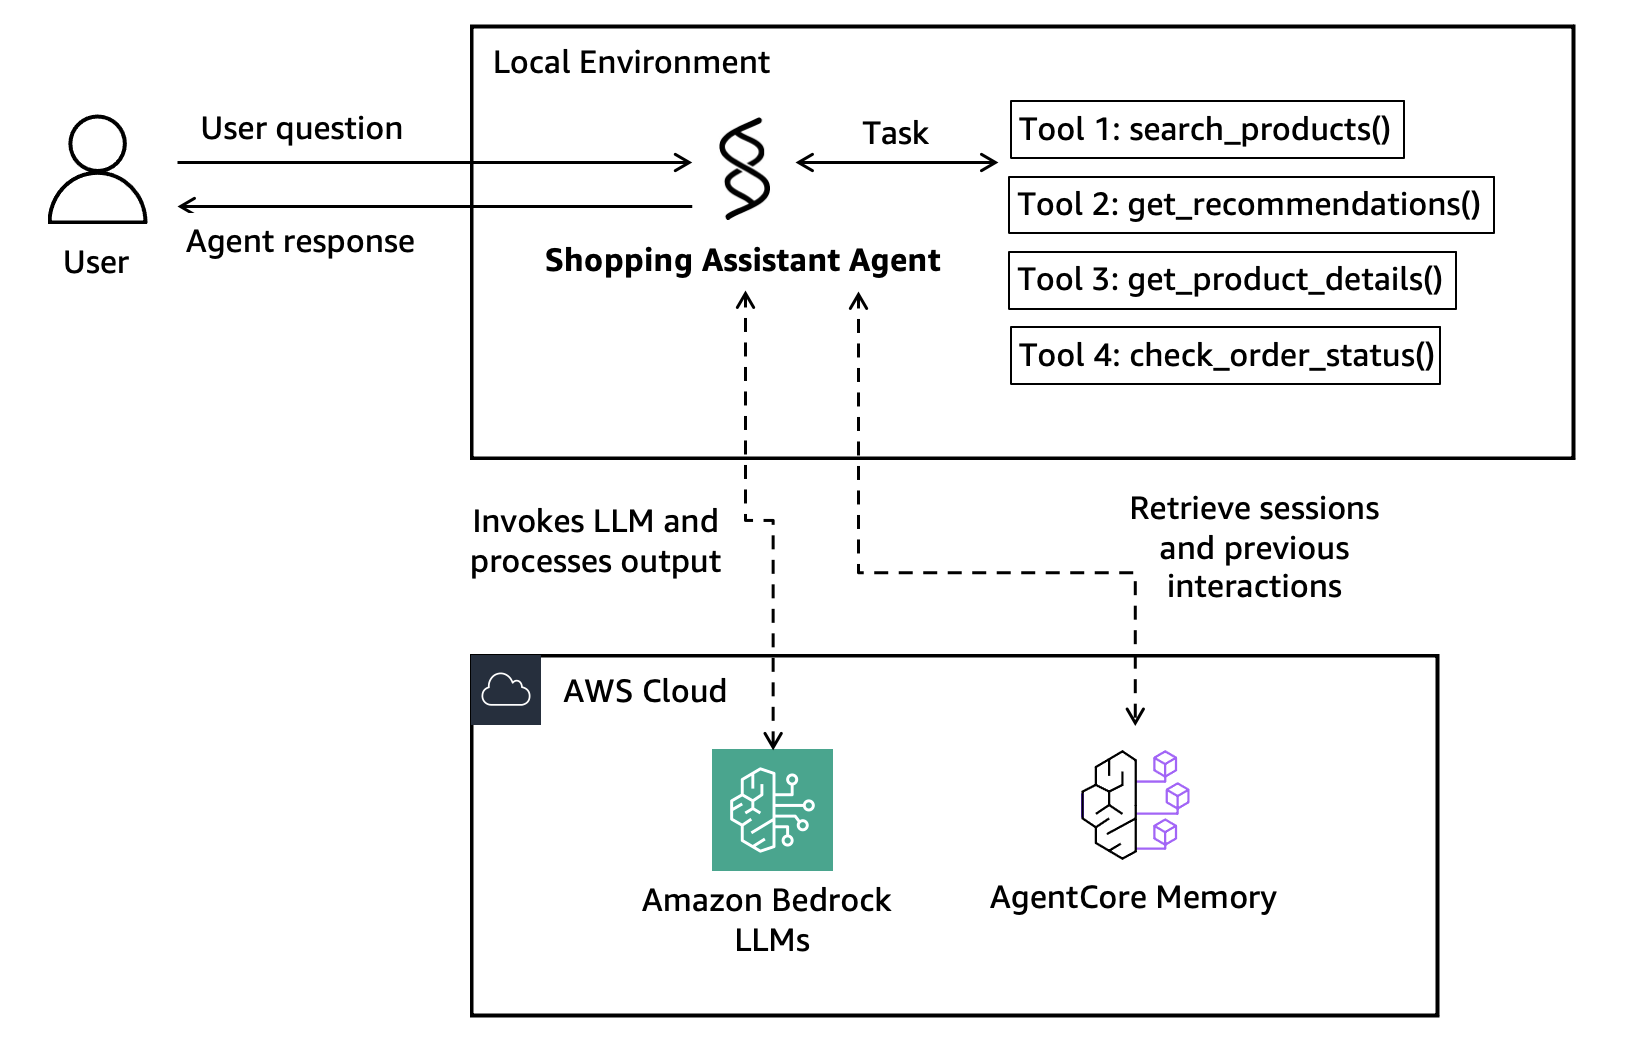 Local Environment
User question
Agent response
User
Shopping Assistant Agent
Task
Tool 1: search_products()
Tool 2: get_recommendations()
Tool 3: get_product_details()
Tool 4: check_order_status()
Invokes LLM and
processes output
Retrieve sessions
and previous
interactions
AWS Cloud
Amazon Bedrock
LLMs
AgentCore Memory